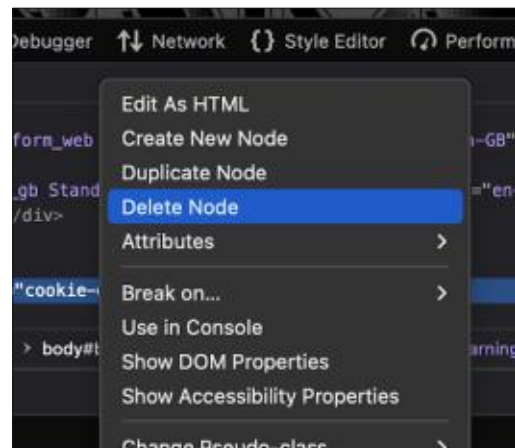 Debugger Network {} Style Editor Perform
Edit As HTML
form_web Create New Node -GB"
Duplicate Node
_gb Stand Delete Node ="en-
/div>
Attributes >
"cookie- Break on... >
> body#b Use in Console arning
Show DOM Properties
Show Accessibility Properties
Change Pseudo-class >